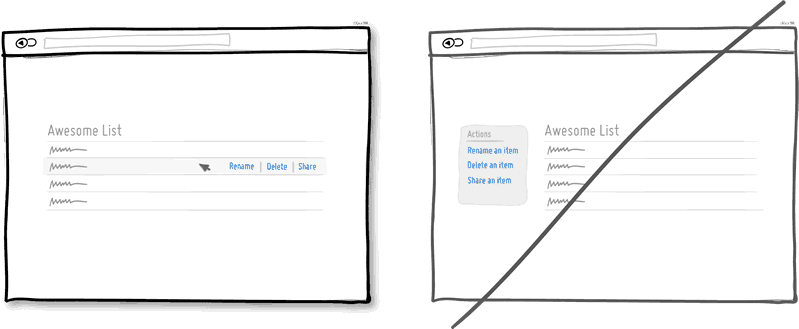 Awesome List
Rename | Delete | Share
Actions
Rename an item
Delete an item
Share an item
Awesome List